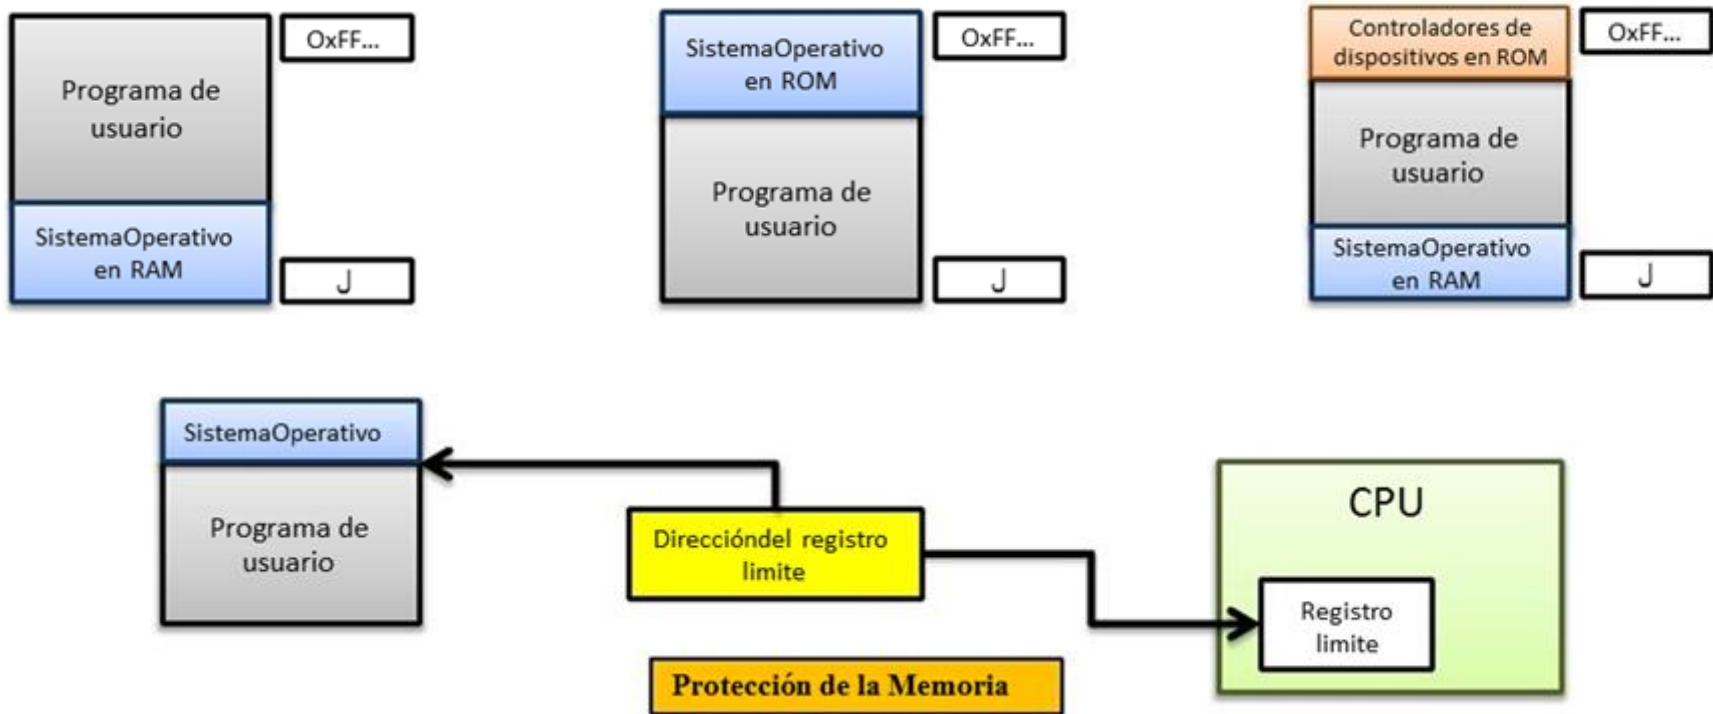 Programa de
usuario
SistemaOperativo
en RAM
OxFF...
ل
SistemaOperativo
en ROM
Programa de
usuario
OxFF...
ل
Controladores de
dispositivos en ROM
Programa de
usuario
SistemaOperativo
en RAM
OxFF...
ل
SistemaOperativo
Programa de
usuario
Direccióndel registro
limite
CPU
Registro
limite
Protección de la Memoria